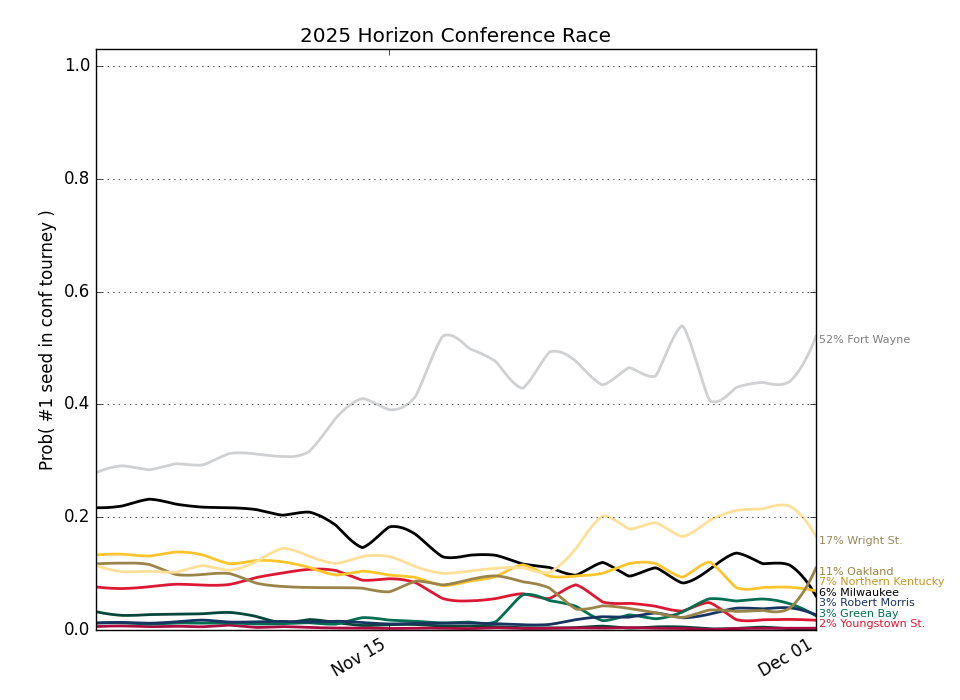 2025 Horizon Conference Race
Prob( #1 seed in conf tourney )
1.0
0.8
0.6
0.4
0.2
0.0
Nov 15
Dec 01
52% Fort Wayne
17% Wright St.
11% Oakland
7% Northern Kentucky
6% Milwaukee
3% Robert Morris
3% Green Bay
2% Youngstown St.